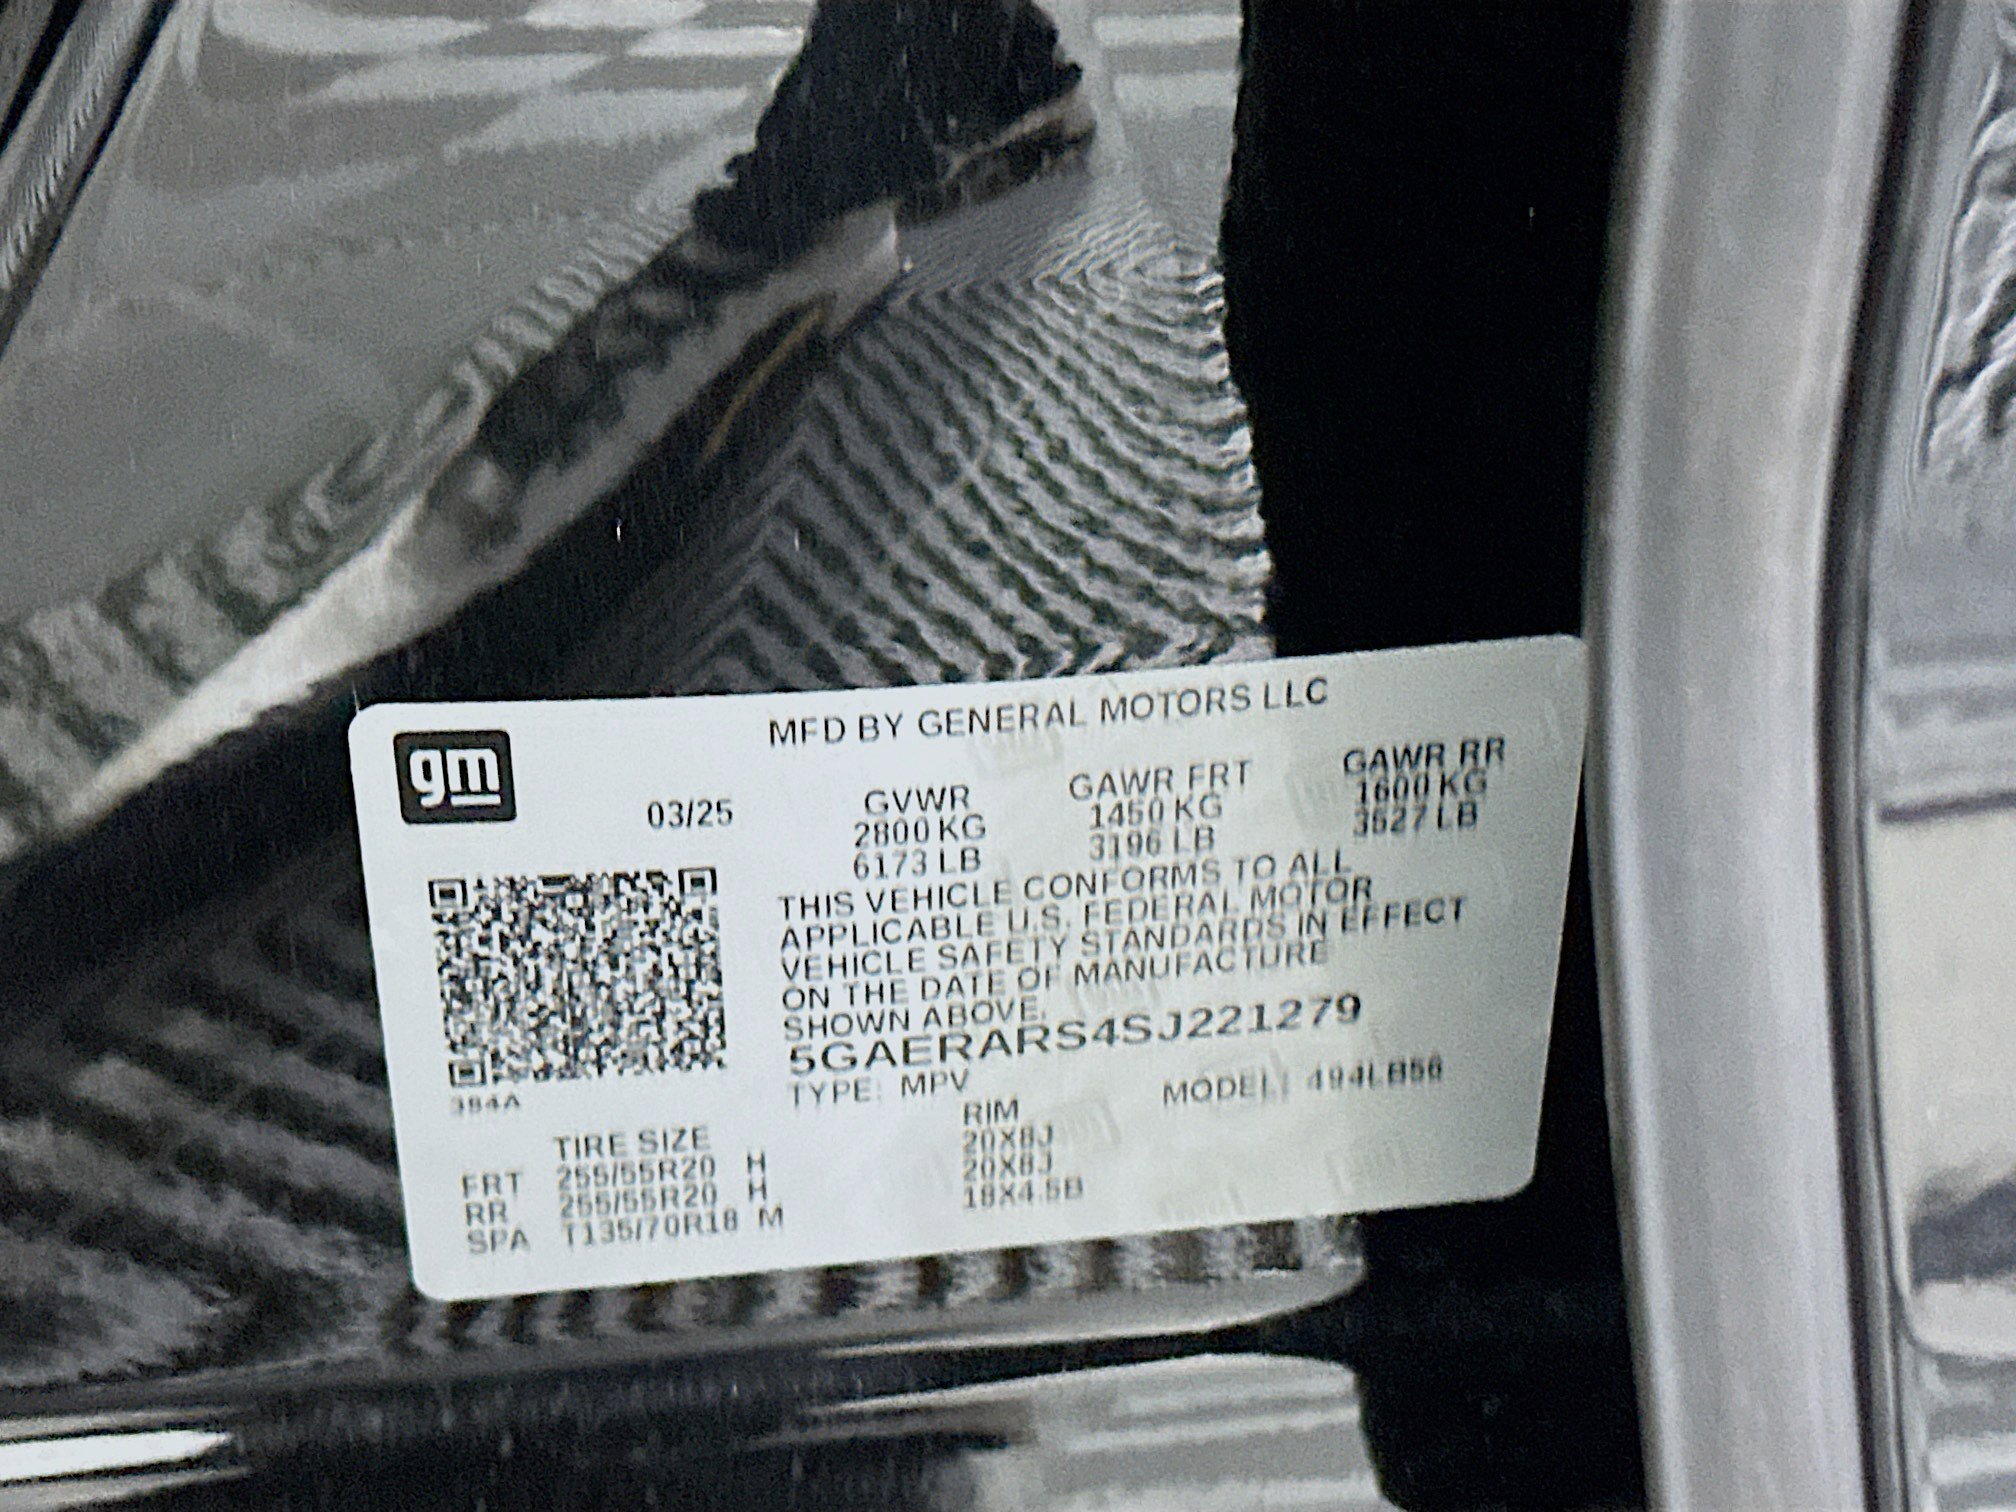 MFD BY GENERAL MOTORS LLC
gm
03/25
GVWR GAWR FRT GAWR RR
2800 KG 1450 KG 1600 KG
6173 LB 3196 LB 3527 LB
THIS VEHICLE CONFORMS TO ALL
APPLICABLE U.S. FEDERAL MOTOR
VEHICLE SAFETY STANDARDS IN EFFECT
ON THE DATE OF MANUFACTURE
SHOWN ABOVE.
5GAERARS4SJ221279
TYPE: MPV MODEL: 494LB56
384A
TIRE SIZE RIM
FRT 255/55R20 H 20X8J
RR 255/55R20 H 20X8J
SPA T135/70R18 M 18X4.5B